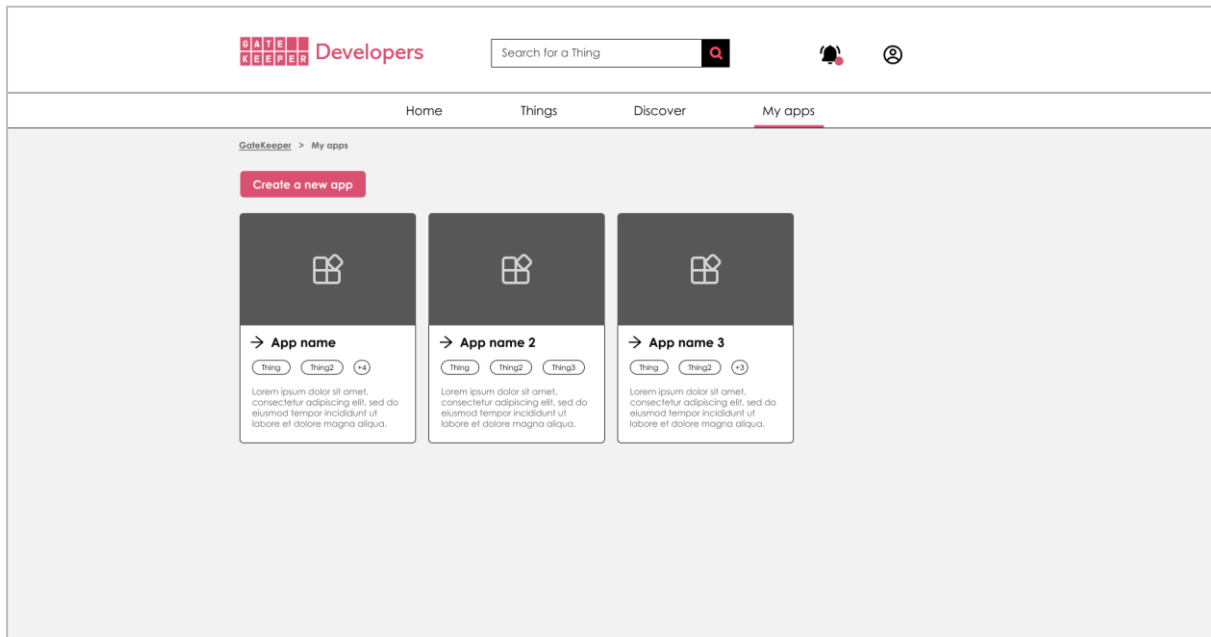 GATE
KEEPER
Developers
Search for a Thing
Home Things Discover My apps
GateKeeper > My apps
Create a new app
App name
Thing Thing2 +4
Lorem ipsum dolor sit amet,
consectetur adipiscing elit, sed do
eiusmod tempor incididunt ut
labore et dolore magna aliqua.
App name 2
Thing Thing2 Thing3
Lorem ipsum dolor sit amet,
consectetur adipiscing elit, sed do
eiusmod tempor incididunt ut
labore et dolore magna aliqua.
App name 3
Thing Thing2 +3
Lorem ipsum dolor sit amet,
consectetur adipiscing elit, sed do
eiusmod tempor incididunt ut
labore et dolore magna aliqua.